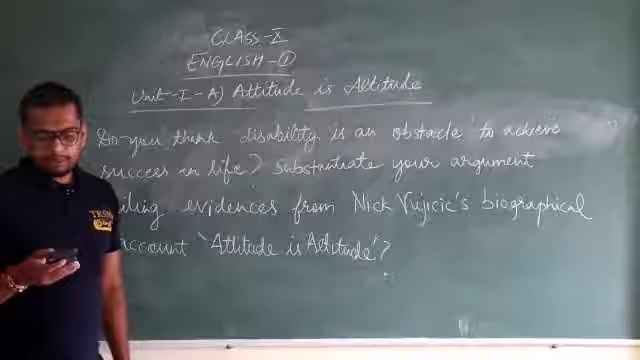 CLASS-X
ENGLISH-①
Unit-I-A) Attitude is Altitude
Do you think disability is an obstacle to achieve
success in life? Substantiate your argument
evidences from Nick Vujicic's biographical
account 'Attitude is Altitude'?